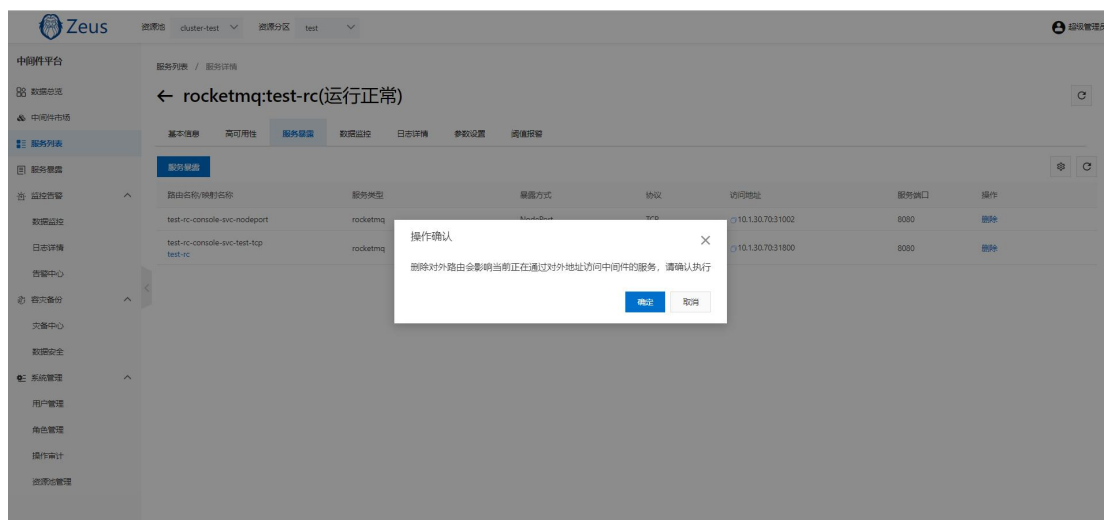 Zeus
资源池 cluster-test 资源分区 test
超级管理员
中间件平台
数据总览
中间件市场
服务列表
服务暴露
监控告警
数据监控
日志详情
告警中心
容灾备份
灾备中心
数据安全
系统管理
用户管理
角色管理
操作审计
资源池管理
服务列表 / 服务详情
rocketmq:test-rc(运行正常)
基本信息 高可用性 服务暴露 数据监控 日志详情 参数设置 阈值报警
服务暴露
路由名称/映射名称 服务类型 暴露方式 协议 访问地址 服务端口 操作
test-rc-console-svc-nodeport rocketmq NodePort TCP 10.1.30.70:31002 8080 删除
test-rc-console-svc-test-tcp
test-rc
rocketmq 10.1.30.70:31800 8080 删除
操作确认
删除对外路由会影响当前正在通过对外地址访问中间件的服务，请确认执行
确定 取消